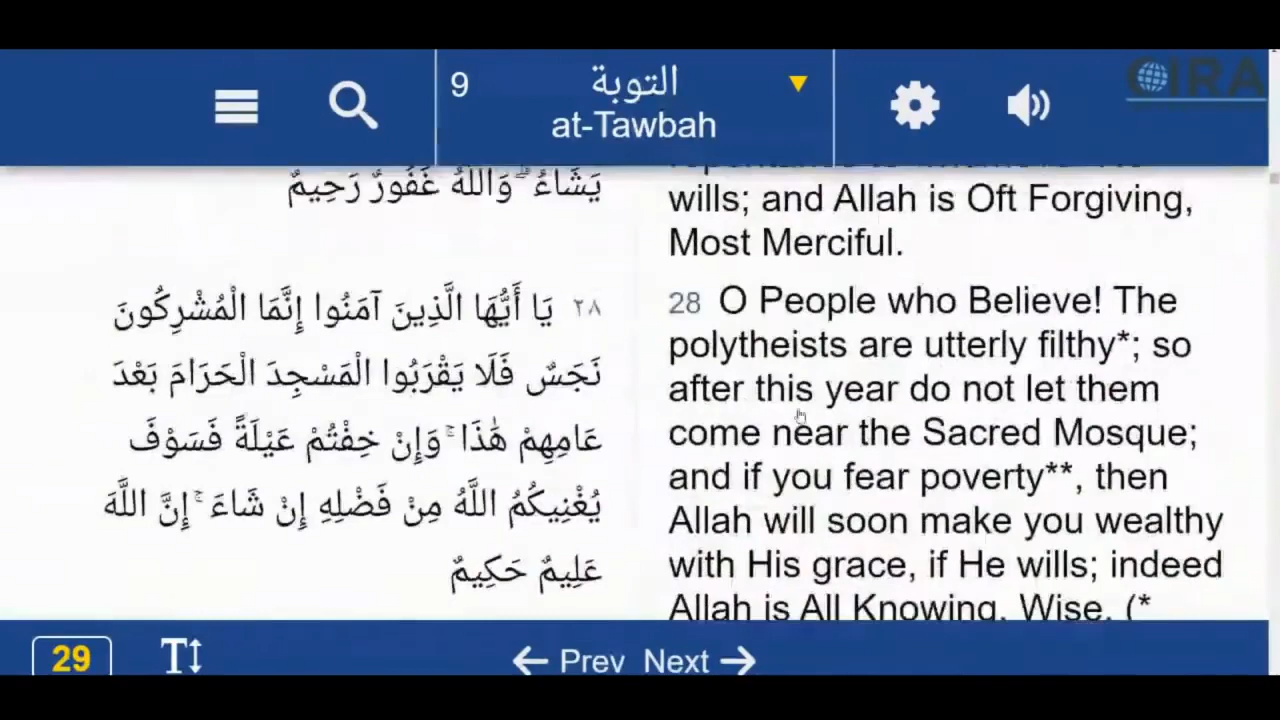 CIRA
9
التوبة
at-Tawbah
يَشَاءُ ۗ وَاللَّهُ غَفُورٌ رَحِيمٌ
wills; and Allah is Oft Forgiving,
Most Merciful.
٢٨ يَا أَيُّهَا الَّذِينَ آمَنُوا إِنَّمَا الْمُشْرِكُونَ
نَجَسٌ فَلَا يَقْرَبُوا الْمَسْجِدَ الْحَرَامَ بَعْدَ
عَامِهِمْ هَٰذَا ۚ وَإِنْ خِفْتُمْ عَيْلَةً فَسَوْفَ
يُغْنِيكُمُ اللَّهُ مِنْ فَضْلِهِ إِنْ شَاءَ ۚ إِنَّ اللَّهَ
عَلِيمٌ حَكِيمٌ
28 O People who Believe! The
polytheists are utterly filthy*; so
after this year do not let them
come near the Sacred Mosque;
and if you fear poverty**, then
Allah will soon make you wealthy
with His grace, if He wills; indeed
Allah is All Knowing, Wise. (*
29
T
Prev Next